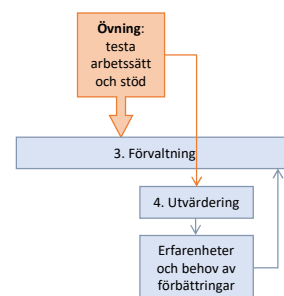 Övning:
testa
arbetssätt
och stöd
3. Förvaltning
4. Utvärdering
Erfarenheter
och behov av
förbättringar